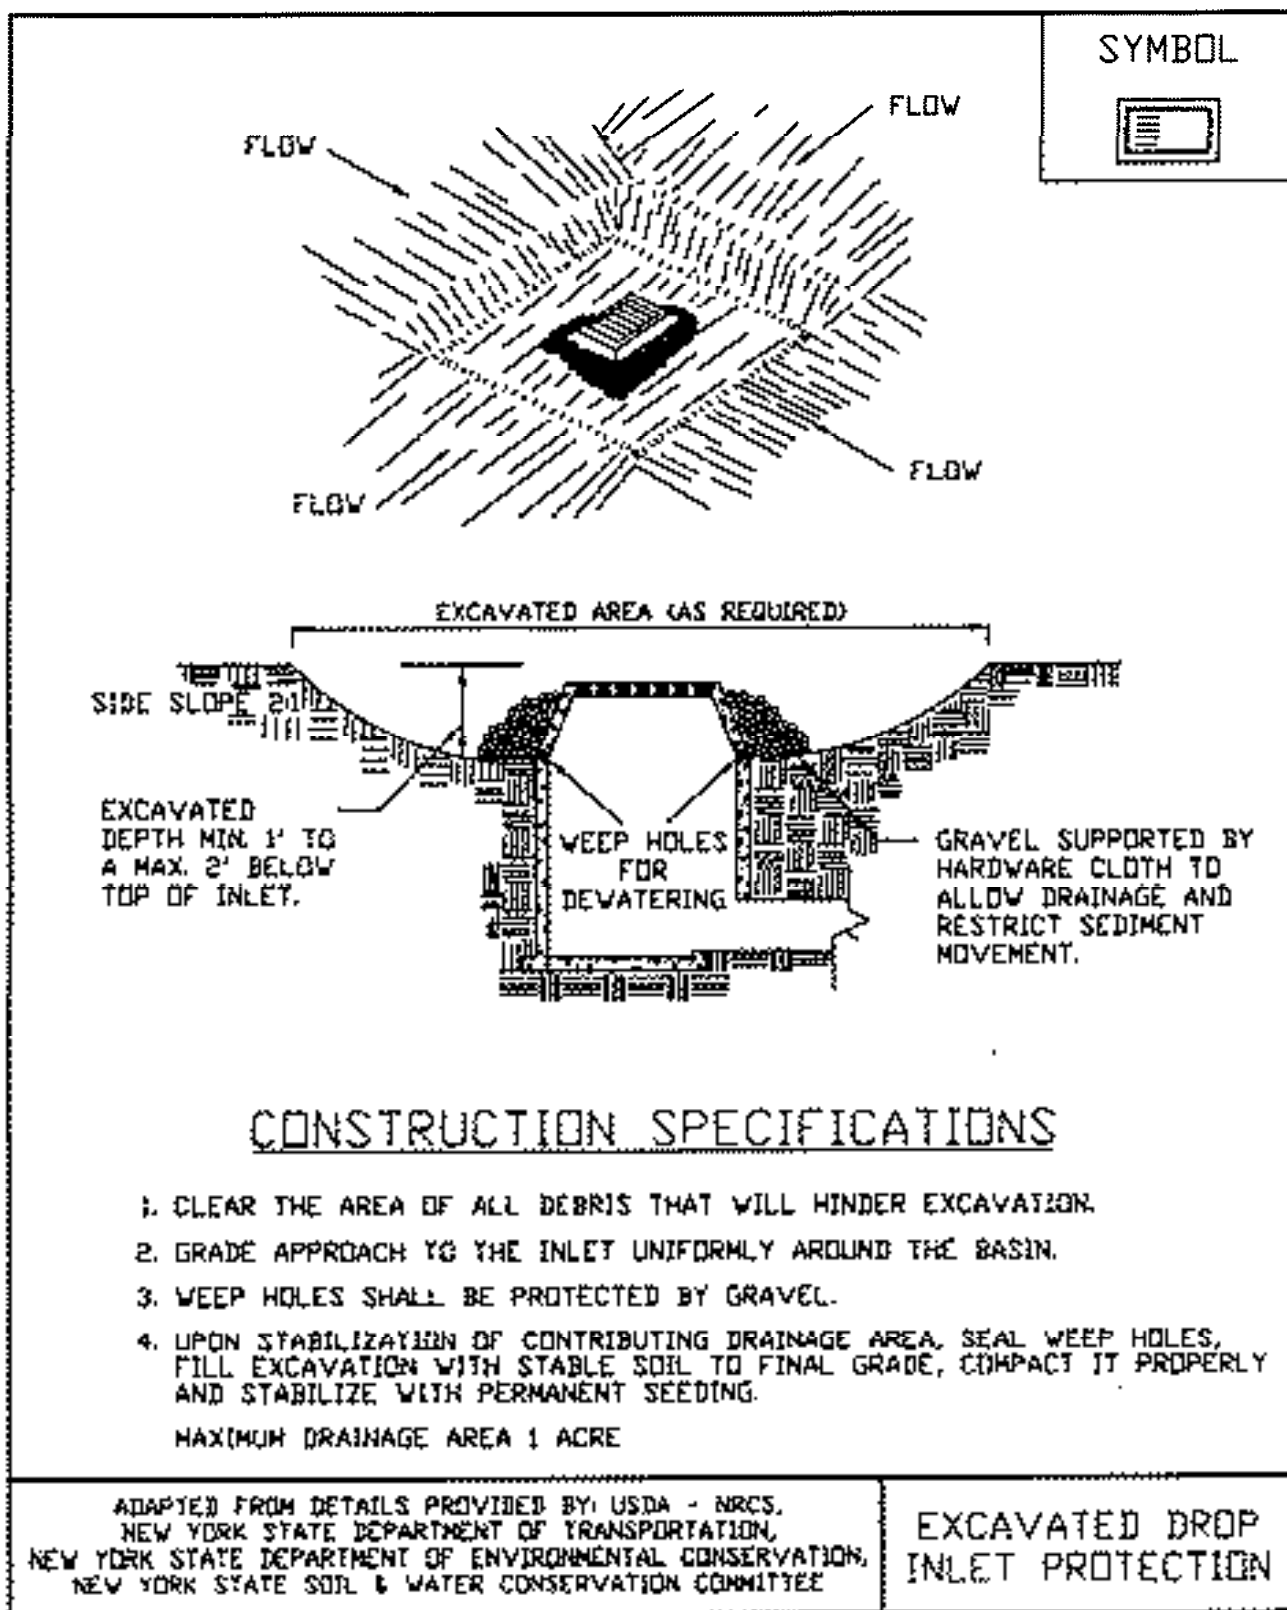 SYMBOL
FLOW
FLOW
FLOW
FLOW
EXCAVATED AREA (AS REQUIRED)
SIDE SLOPE 2:1
EXCAVATED
DEPTH MIN. 1' TO
A MAX. 2' BELOW
TOP OF INLET.
WEEP HOLES
FOR
DEWATERING
GRAVEL SUPPORTED BY
HARDWARE CLOTH TO
ALLOW DRAINAGE AND
RESTRICT SEDIMENT
MOVEMENT.
CONSTRUCTION SPECIFICATIONS
1. CLEAR THE AREA OF ALL DEBRIS THAT WILL HINDER EXCAVATION.
2. GRADE APPROACH TO THE INLET UNIFORMLY AROUND THE BASIN.
3. WEEP HOLES SHALL BE PROTECTED BY GRAVEL.
4. UPON STABILIZATION OF CONTRIBUTING DRAINAGE AREA, SEAL WEEP HOLES,
FILL EXCAVATION WITH STABLE SOIL TO FINAL GRADE, COMPACT IT PROPERLY
AND STABILIZE WITH PERMANENT SEEDING.
MAXIMUM DRAINAGE AREA 1 ACRE
ADAPTED FROM DETAILS PROVIDED BY: USDA - NRCS,
NEW YORK STATE DEPARTMENT OF TRANSPORTATION,
NEW YORK STATE DEPARTMENT OF ENVIRONMENTAL CONSERVATION,
NEW YORK STATE SOIL & WATER CONSERVATION COMMITTEE
EXCAVATED DROP
INLET PROTECTION